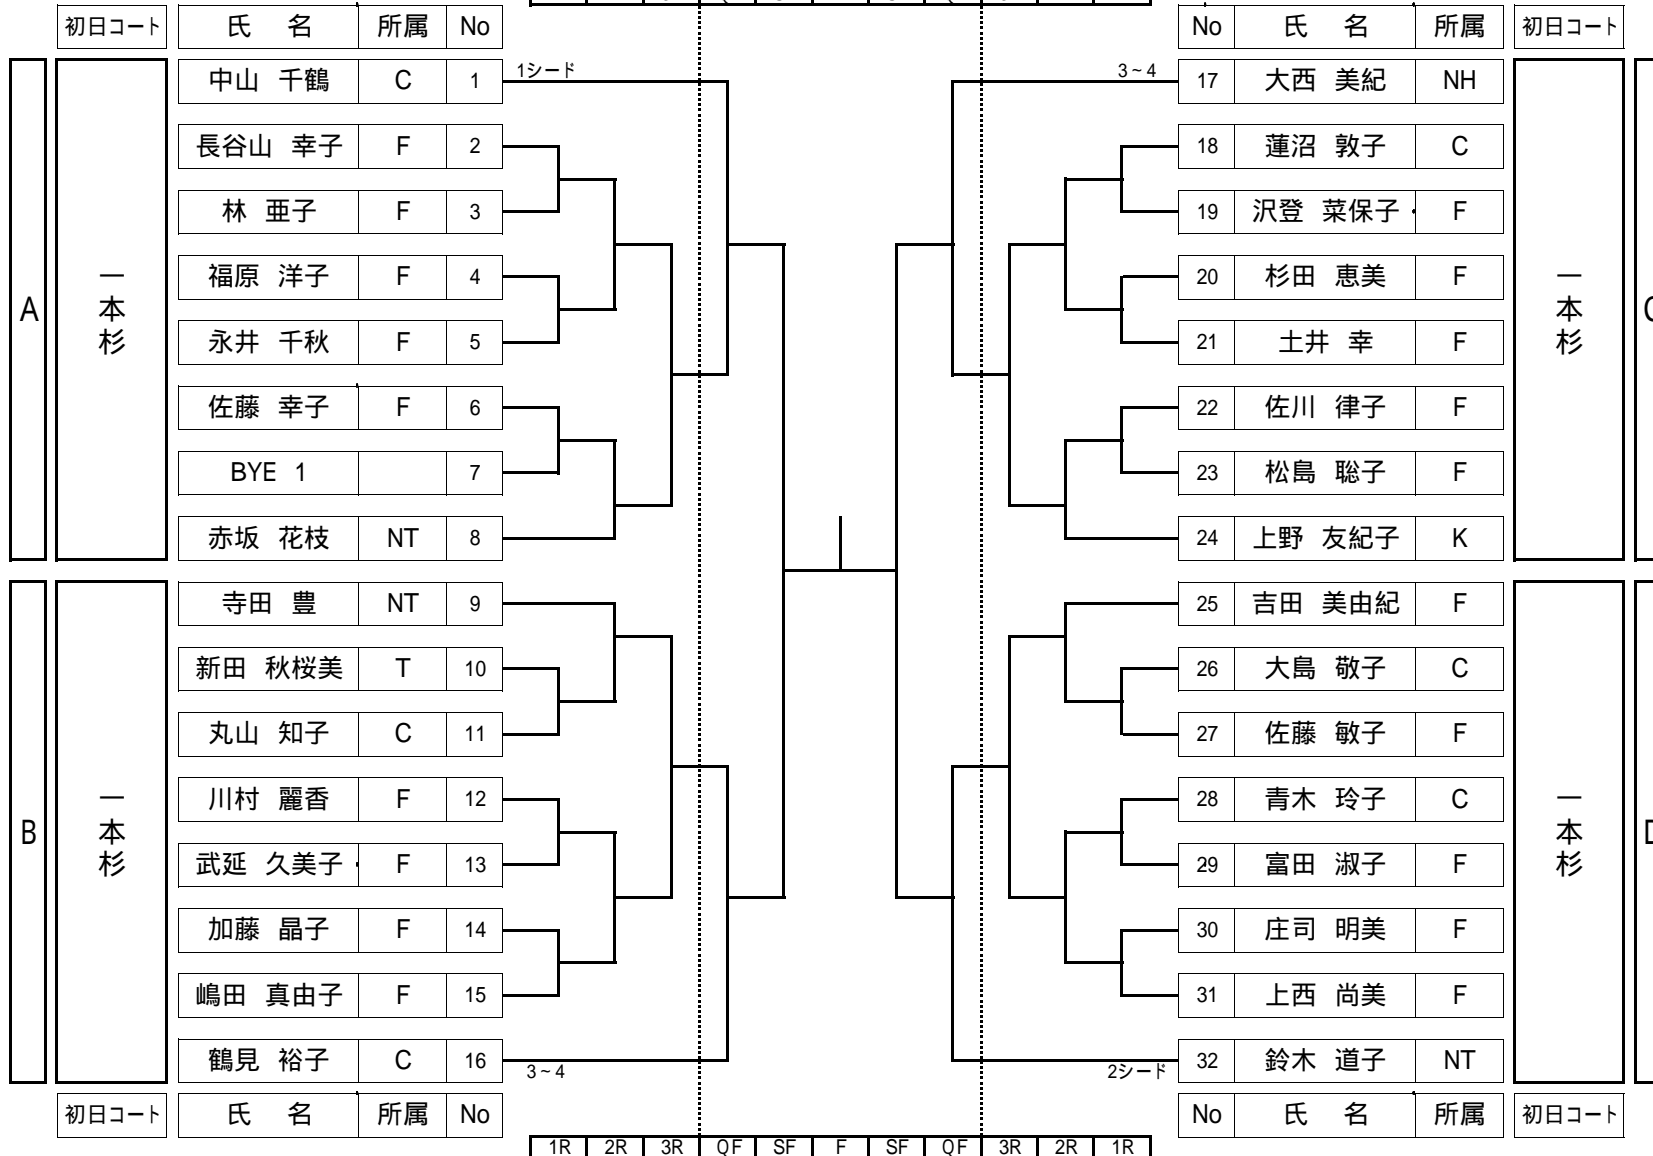 初日コート 氏 名 所属 No No 氏 名 所属 初日コート
中山 千鶴 C 1 1シード 3~4 17 大西 美紀 NH
長谷山 幸子 F 2 18 蓮沼 敦子 C
林 亜子 F 3 19 沢登 菜保子 F
福原 洋子 F 4 20 杉田 恵美 F
A 一本杉 一本杉
永井 千秋 F 5 21 土井 幸 F
佐藤 幸子 F 6 22 佐川 律子 F
BYE 1 7 23 松島 聡子 F
赤坂 花枝 NT 8 24 上野 友紀子 K
寺田 豊 NT 9 25 吉田 美由紀 F
新田 秋桜美 T 10 26 大島 敬子 C
丸山 知子 C 11 27 佐藤 敏子 F
川村 麗香 F 12 28 青木 玲子 C
B 一本杉 一本杉
武延 久美子 F 13 29 富田 淑子 F
加藤 晶子 F 14 30 庄司 明美 F
嶋田 真由子 F 15 31 上西 尚美 F
鶴見 裕子 C 16 3~4 2シード 32 鈴木 道子 NT
初日コート 氏 名 所属 No No 氏 名 所属 初日コート
1R 2R 3R QF SF F SF QF 3R 2R 1R